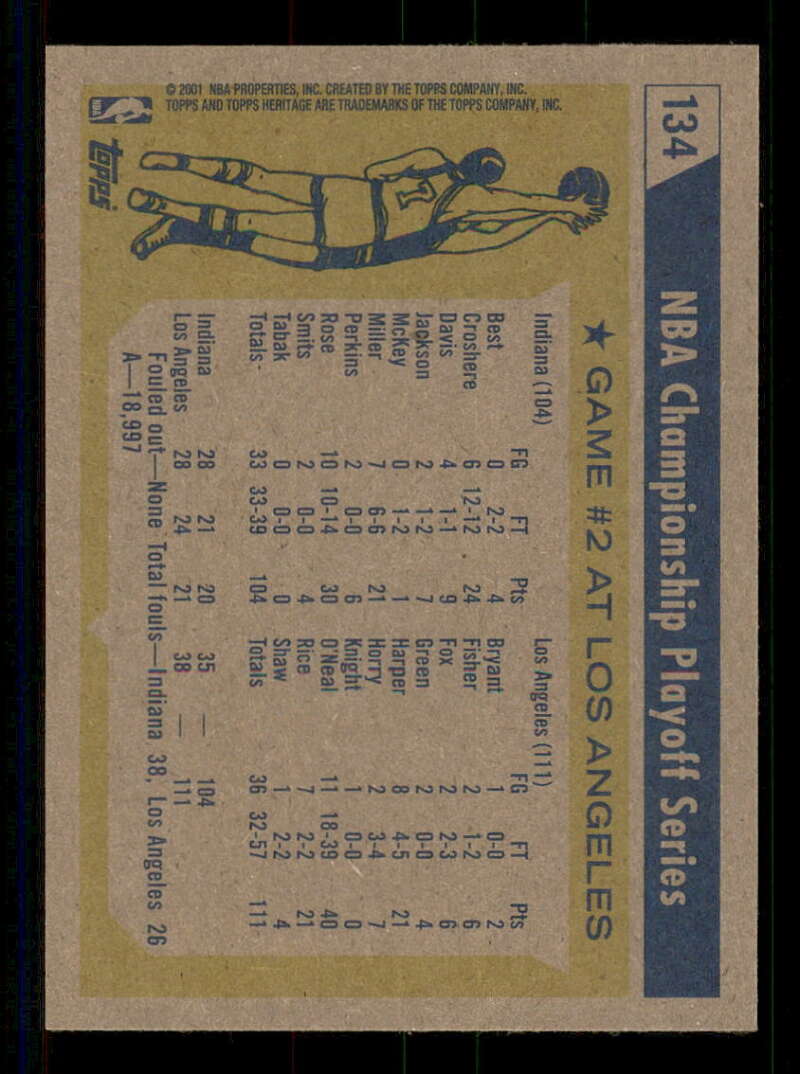 134
NBA Championship Playoff Series
★ GAME #2 AT LOS ANGELES
Indiana (104) Los Angeles (111)
FG FT Pts FG FT Pts
Best 0 2-2 4 Bryant 1 0-0 2
Croshere 6 12-12 24 Fisher 2 1-2 6
Davis 4 1-1 9 Fox 2 2-3 6
Jackson 2 1-2 7 Green 2 0-0 4
McKey 0 1-2 1 Harper 8 4-5 21
Miller 7 6-6 21 Horry 2 3-4 7
Perkins 2 0-0 6 Knight 1 0-0 0
Rose 10 10-14 30 O'Neal 11 18-39 40
Smits 2 0-0 4 Rice 7 2-2 21
Tabak 0 0-0 0 Shaw 1 2-2 4
Totals 33 33-39 104 Totals 36 32-57 111
Indiana 28 21 20 35 — 104
Los Angeles 28 24 21 38 — 111
Fouled out—None Total fouls—Indiana 38, Los Angeles 26
A—18,997
1
topps
NBA
© 2001 NBA PROPERTIES, INC. CREATED BY THE TOPPS COMPANY, INC.
TOPPS AND TOPPS HERITAGE ARE TRADEMARKS OF THE TOPPS COMPANY, INC.